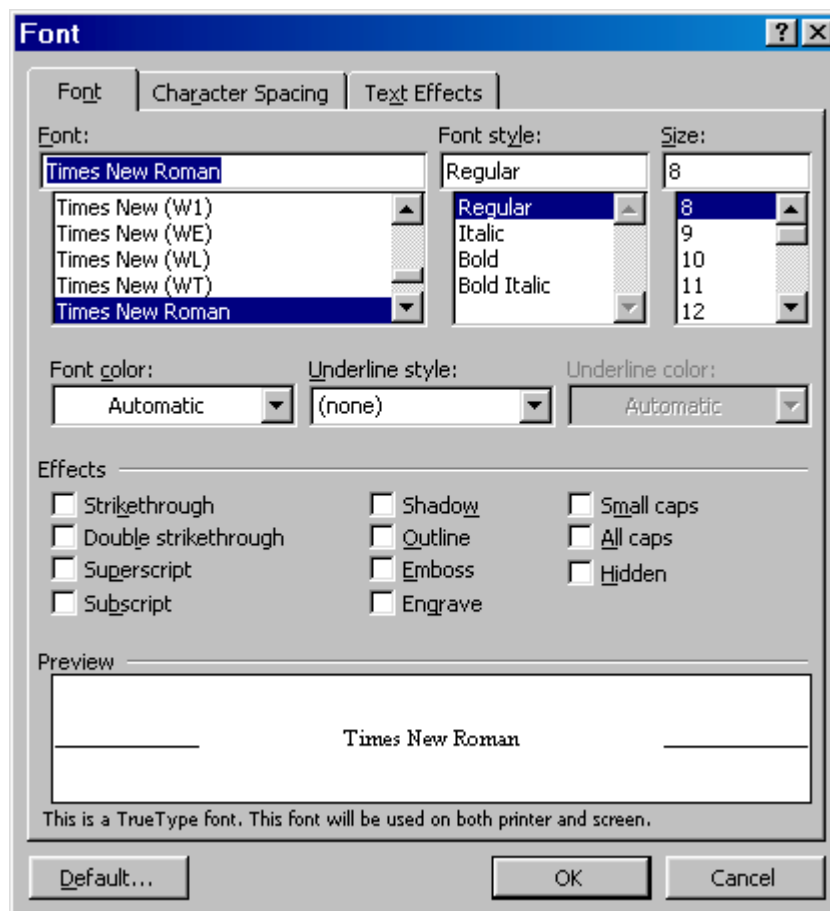 Font
Font Character Spacing Text Effects
Font: Font style: Size:
Times New Roman Regular 8
Times New (W1) Regular 8
Times New (WE) Italic 9
Times New (WL) Bold 10
Times New (WT) Bold Italic 11
Times New Roman 12
Font color: Underline style: Underline color:
Automatic (none) Automatic
Effects
Strikethrough Shadow Small caps
Double strikethrough Outline All caps
Superscript Emboss Hidden
Subscript Engrave
Preview
Times New Roman
This is a TrueType font. This font will be used on both printer and screen.
Default... OK Cancel